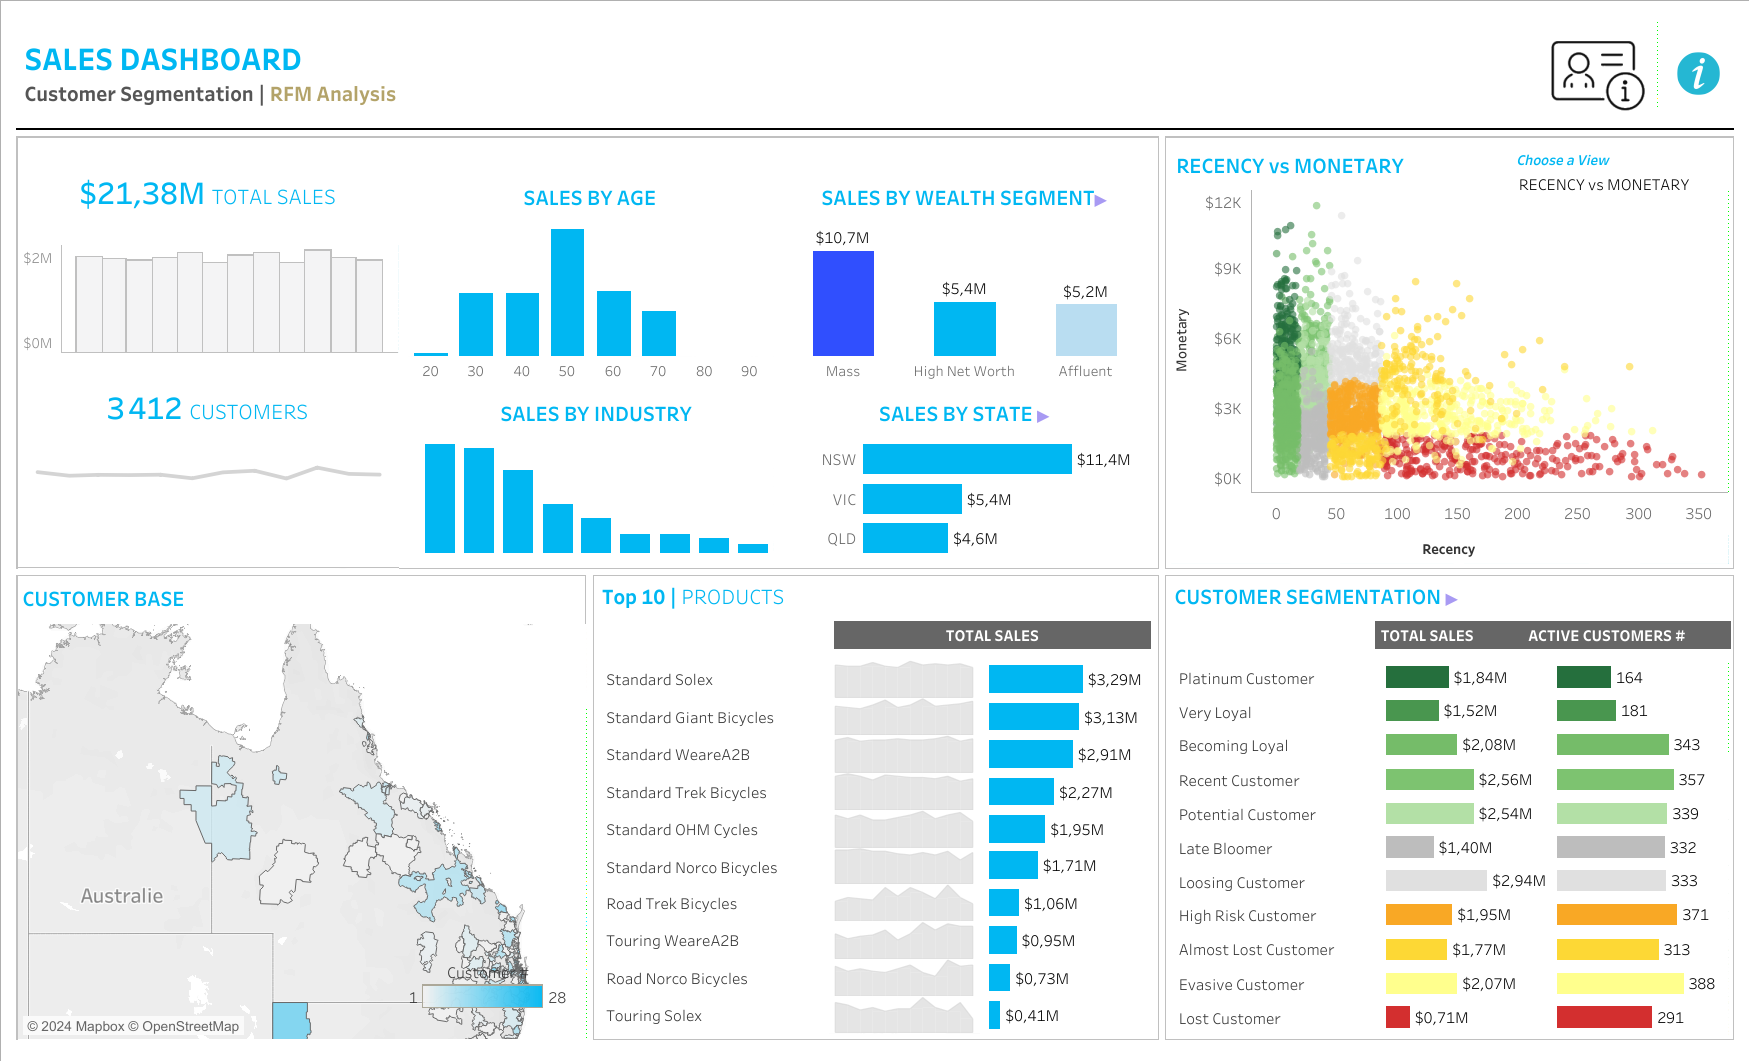 SALES DASHBOARD
Customer Segmentation | RFM Analysis
i
i
$21,38M TOTAL SALES
$2M
$0M
3 412 CUSTOMERS
SALES BY AGE
20 30 40 50 60 70 80 90
SALES BY WEALTH SEGMENT▶
$10,7M
$5,4M
$5,2M
Mass High Net Worth Affluent
SALES BY INDUSTRY
SALES BY STATE ▶
NSW $11,4M
VIC $5,4M
QLD $4,6M
RECENCY vs MONETARY
Choose a View
RECENCY vs MONETARY
Monetary
$12K
$9K
$6K
$3K
$0K
0 50 100 150 200 250 300 350
Recency
CUSTOMER BASE
Australie
Customer #
1 28
© 2024 Mapbox © OpenStreetMap
Top 10 | PRODUCTS
TOTAL SALES
Standard Solex $3,29M
Standard Giant Bicycles $3,13M
Standard WeareA2B $2,91M
Standard Trek Bicycles $2,27M
Standard OHM Cycles $1,95M
Standard Norco Bicycles $1,71M
Road Trek Bicycles $1,06M
Touring WeareA2B $0,95M
Road Norco Bicycles $0,73M
Touring Solex $0,41M
CUSTOMER SEGMENTATION ▶
TOTAL SALES ACTIVE CUSTOMERS #
Platinum Customer $1,84M 164
Very Loyal $1,52M 181
Becoming Loyal $2,08M 343
Recent Customer $2,56M 357
Potential Customer $2,54M 339
Late Bloomer $1,40M 332
Loosing Customer $2,94M 333
High Risk Customer $1,95M 371
Almost Lost Customer $1,77M 313
Evasive Customer $2,07M 388
Lost Customer $0,71M 291